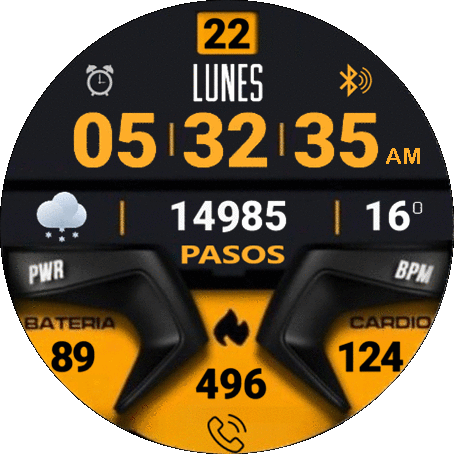 22
LUNES
05 32 35 AM
14985 16°
PASOS
PWR BPM
BATERIA CARDIO
89 124
496